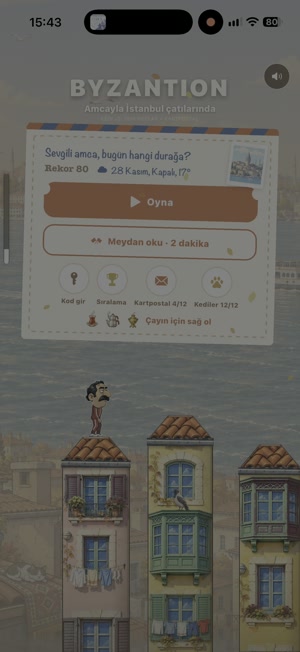 15:43
80
BYZANTION
Amcayla İstanbul çatılarında
Sevgili amca, bugün hangi durağa?
Rekor 80
28 Kasım, Kapalı, 17°
Oyna
Meydan oku · 2 dakika
Kod gir
Sıralama
Kartpostal 4/12
Kediler 12/12
Çayın için sağ ol